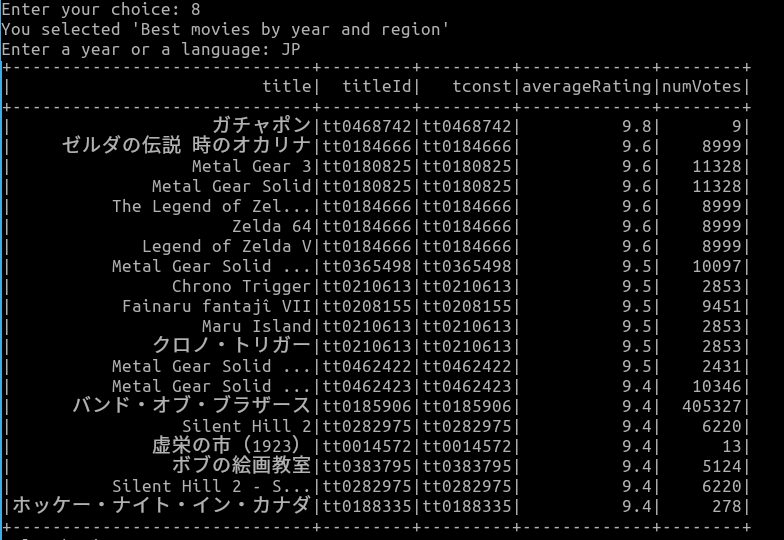 Enter your choice: 8
You selected 'Best movies by year and region'
Enter a year or a language: JP
+--------------------------------+---------+---------+-------------+--------+
|                           title|  titleId|   tconst|averageRating|numVotes|
+--------------------------------+---------+---------+-------------+--------+
|                      ガチャポン|tt0468742|tt0468742|          9.8|       9|
|       ゼルダの伝説 時のオカリナ|tt0184666|tt0184666|          9.6|    8999|
|                    Metal Gear 3|tt0180825|tt0180825|          9.6|   11328|
|                Metal Gear Solid|tt0180825|tt0180825|          9.6|   11328|
|            The Legend of Zel...|tt0184666|tt0184666|          9.6|    8999|
|                        Zelda 64|tt0184666|tt0184666|          9.6|    8999|
|               Legend of Zelda V|tt0184666|tt0184666|          9.6|    8999|
|            Metal Gear Solid ...|tt0365498|tt0365498|          9.5|   10097|
|                  Chrono Trigger|tt0210613|tt0210613|          9.5|    2853|
|             Fainaru fantajî VII|tt0208155|tt0208155|          9.5|    9451|
|                     Maru Island|tt0210613|tt0210613|          9.5|    2853|
|                クロノ・トリガー|tt0210613|tt0210613|          9.5|    2853|
|            Metal Gear Solid ...|tt0462422|tt0462422|          9.5|    2431|
|            Metal Gear Solid ...|tt0462423|tt0462423|          9.4|   10346|
|        バンド・オブ・ブラザース|tt0185906|tt0185906|          9.4|  405327|
|                   Silent Hill 2|tt0282975|tt0282975|          9.4|    6220|
|                虚栄の市（1923）|tt0014572|tt0014572|          9.4|      13|
|                  ボブの絵画教室|tt0383795|tt0383795|          9.4|    5124|
|            Silent Hill 2 - S...|tt0282975|tt0282975|          9.4|    6220|
|ホッケー・ナイト・イン・カナダ|tt0188335|tt0188335|          9.4|     278|
+--------------------------------+---------+---------+-------------+--------+